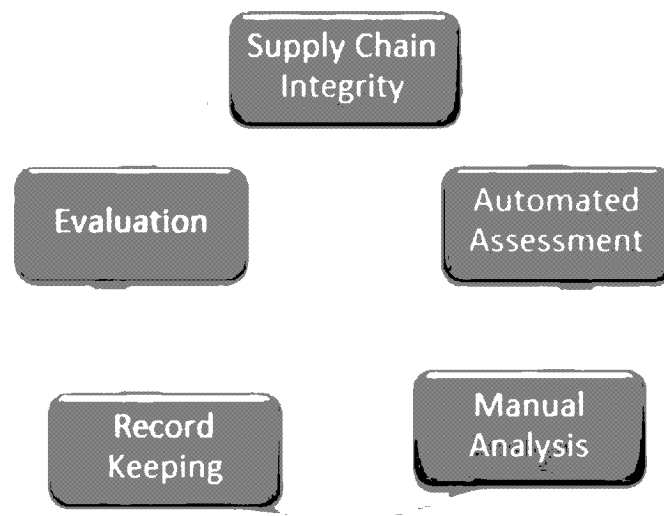 Supply Chain
Integrity
Automated
Assessment
Manual
Analysis
Record
Keeping
Evaluation